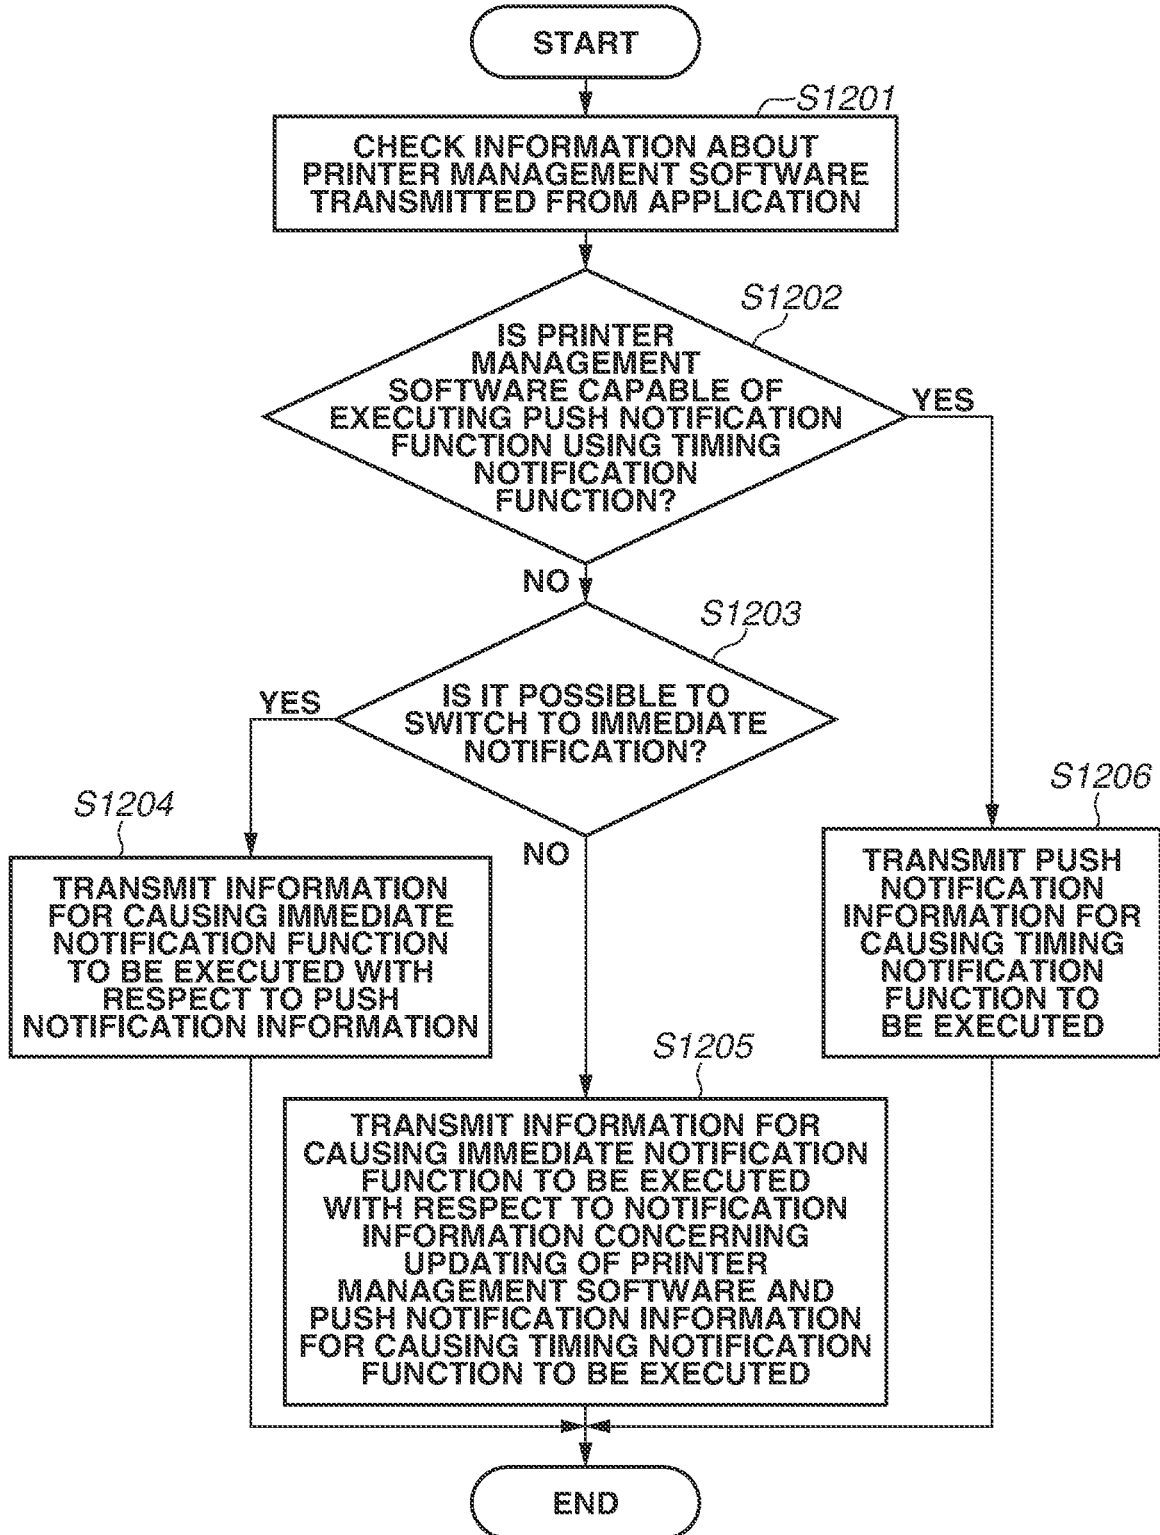 START
S1201
CHECK INFORMATION ABOUT
PRINTER MANAGEMENT SOFTWARE
TRANSMITTED FROM APPLICATION
S1202
IS PRINTER
MANAGEMENT
SOFTWARE CAPABLE OF
EXECUTING PUSH NOTIFICATION
FUNCTION USING TIMING
NOTIFICATION
FUNCTION?
YES
NO
S1203
IS IT POSSIBLE TO
SWITCH TO IMMEDIATE
NOTIFICATION?
YES
NO
S1204
TRANSMIT INFORMATION
FOR CAUSING IMMEDIATE
NOTIFICATION FUNCTION
TO BE EXECUTED WITH
RESPECT TO PUSH
NOTIFICATION INFORMATION
S1206
TRANSMIT PUSH
NOTIFICATION
INFORMATION FOR
CAUSING TIMING
NOTIFICATION
FUNCTION TO
BE EXECUTED
S1205
TRANSMIT INFORMATION FOR
CAUSING IMMEDIATE NOTIFICATION
FUNCTION TO BE EXECUTED
WITH RESPECT TO NOTIFICATION
INFORMATION CONCERNING
UPDATING OF PRINTER
MANAGEMENT SOFTWARE AND
PUSH NOTIFICATION INFORMATION
FOR CAUSING TIMING NOTIFICATION
FUNCTION TO BE EXECUTED
END